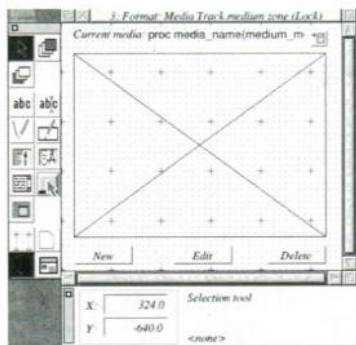 3: Format: Media Track.medium zone (Lock)
Current media: proc media_name(medium_m-
abc abc
New Edit Delete
X: 324.0
Y: -640.0
Selection tool
<none>